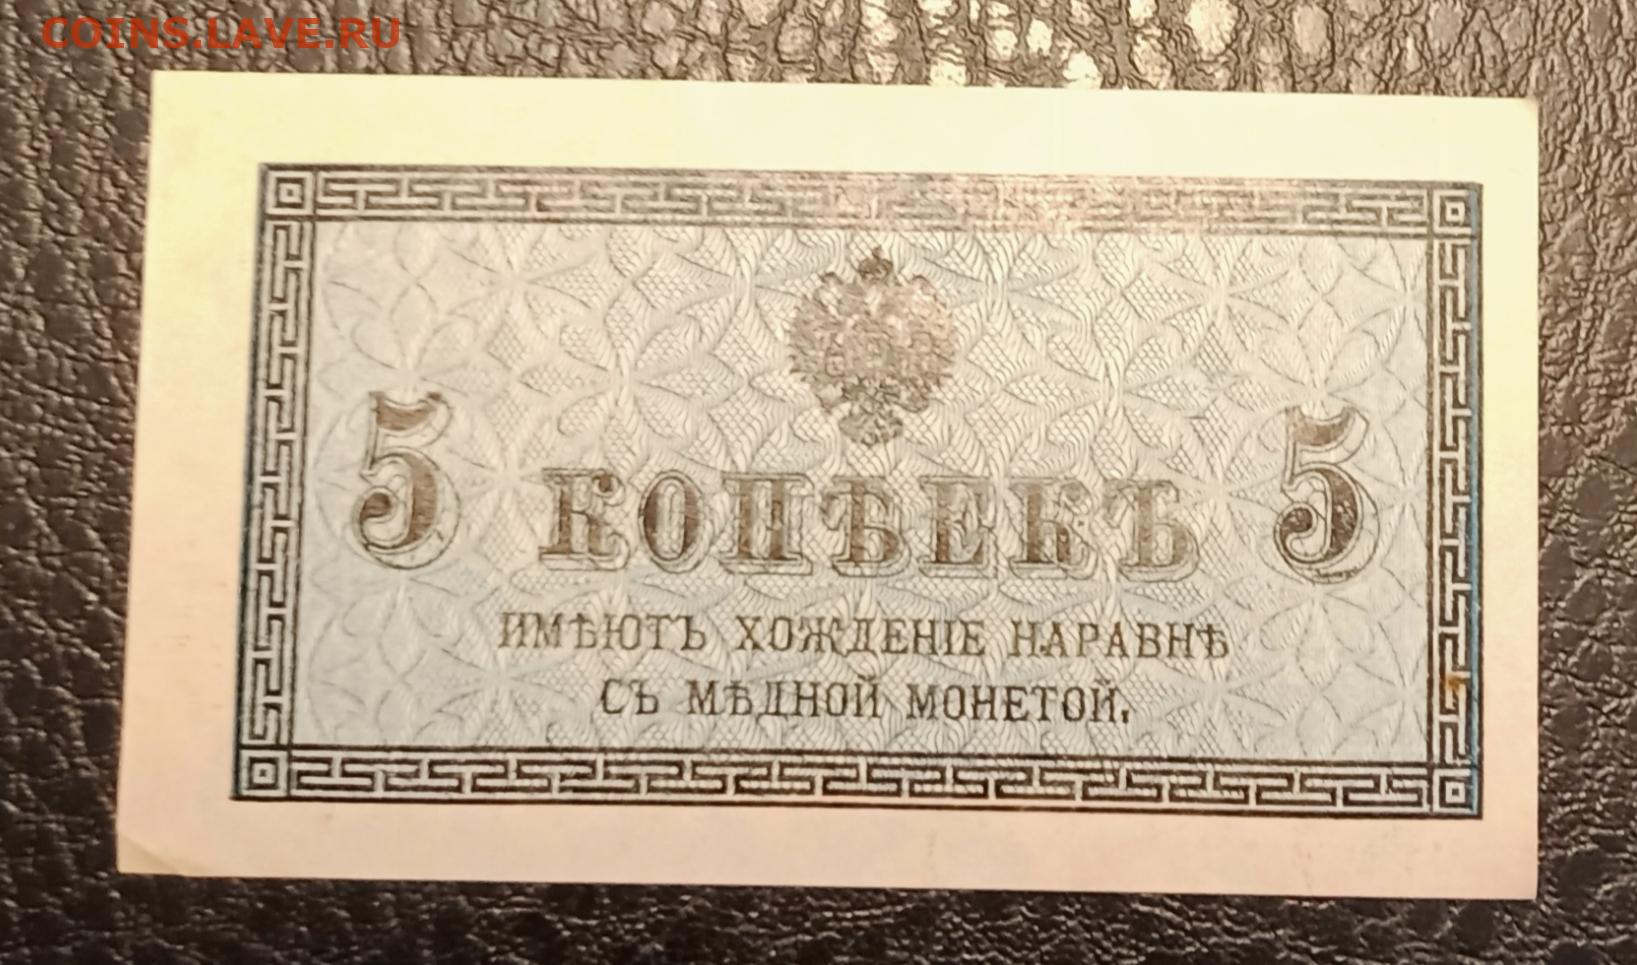 COINS.LAVE.RU
5 КОПѢЕКЪ 5
ИМѢЮТЪ ХОЖДЕНІЕ НАРАВНѢ
СЪ МѢДНОЙ МОНЕТОЙ.